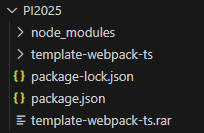 PI2025
node_modules
template-webpack-ts
{} package-lock.json
{} package.json
template-webpack-ts.rar